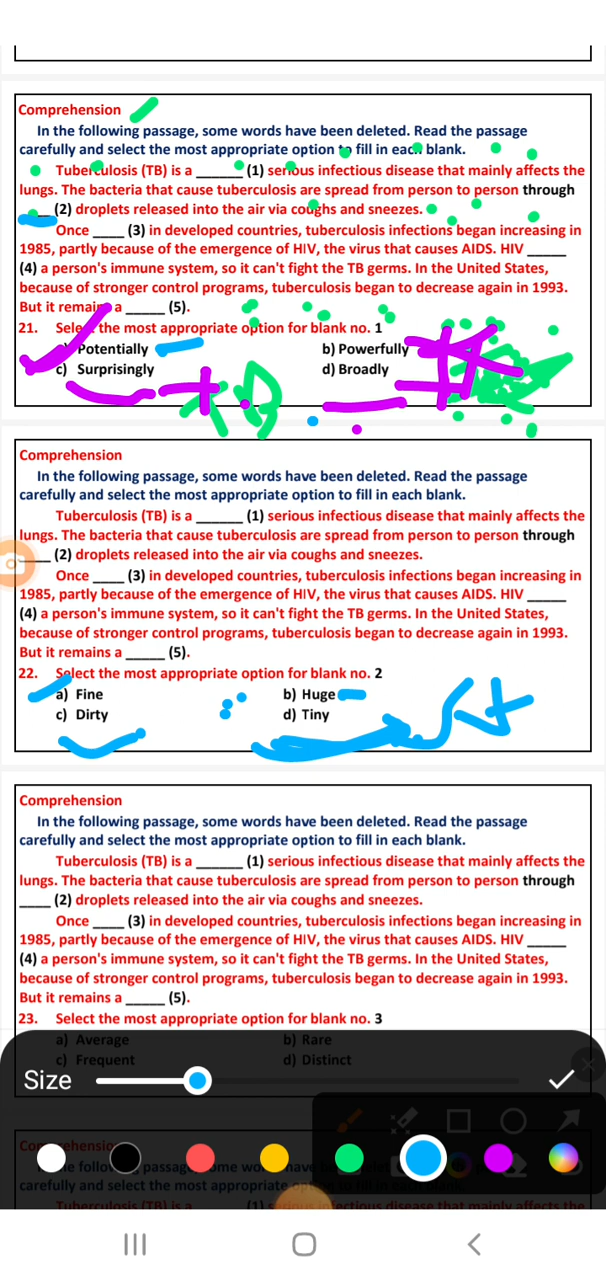 Comprehension
In the following passage, some words have been deleted. Read the passage
carefully and select the most appropriate option to fill in each blank.
Tuberculosis (TB) is a ______ (1) serious infectious disease that mainly affects the
lungs. The bacteria that cause tuberculosis are spread from person to person through
____ (2) droplets released into the air via coughs and sneezes.
Once ____ (3) in developed countries, tuberculosis infections began increasing in
1985, partly because of the emergence of HIV, the virus that causes AIDS. HIV _____
(4) a person's immune system, so it can't fight the TB germs. In the United States,
because of stronger control programs, tuberculosis began to decrease again in 1993.
But it remains a _____ (5).
21. Select the most appropriate option for blank no. 1
Potentially b) Powerfully
c) Surprisingly d) Broadly
Comprehension
In the following passage, some words have been deleted. Read the passage
carefully and select the most appropriate option to fill in each blank.
Tuberculosis (TB) is a ______ (1) serious infectious disease that mainly affects the
lungs. The bacteria that cause tuberculosis are spread from person to person through
____ (2) droplets released into the air via coughs and sneezes.
Once ____ (3) in developed countries, tuberculosis infections began increasing in
1985, partly because of the emergence of HIV, the virus that causes AIDS. HIV _____
(4) a person's immune system, so it can't fight the TB germs. In the United States,
because of stronger control programs, tuberculosis began to decrease again in 1993.
But it remains a _____ (5).
22. Select the most appropriate option for blank no. 2
a) Fine b) Huge
c) Dirty d) Tiny
Comprehension
In the following passage, some words have been deleted. Read the passage
carefully and select the most appropriate option to fill in each blank.
Tuberculosis (TB) is a ______ (1) serious infectious disease that mainly affects the
lungs. The bacteria that cause tuberculosis are spread from person to person through
____ (2) droplets released into the air via coughs and sneezes.
Once ____ (3) in developed countries, tuberculosis infections began increasing in
1985, partly because of the emergence of HIV, the virus that causes AIDS. HIV _____
(4) a person's immune system, so it can't fight the TB germs. In the United States,
because of stronger control programs, tuberculosis began to decrease again in 1993.
But it remains a _____ (5).
23. Select the most appropriate option for blank no. 3
a) Average b) Rare
c) Frequent d) Distinct
Size
carefully and select the most appropriate
Tuberculosis (TB) is a (1) serious infectious disease that mainly affects the